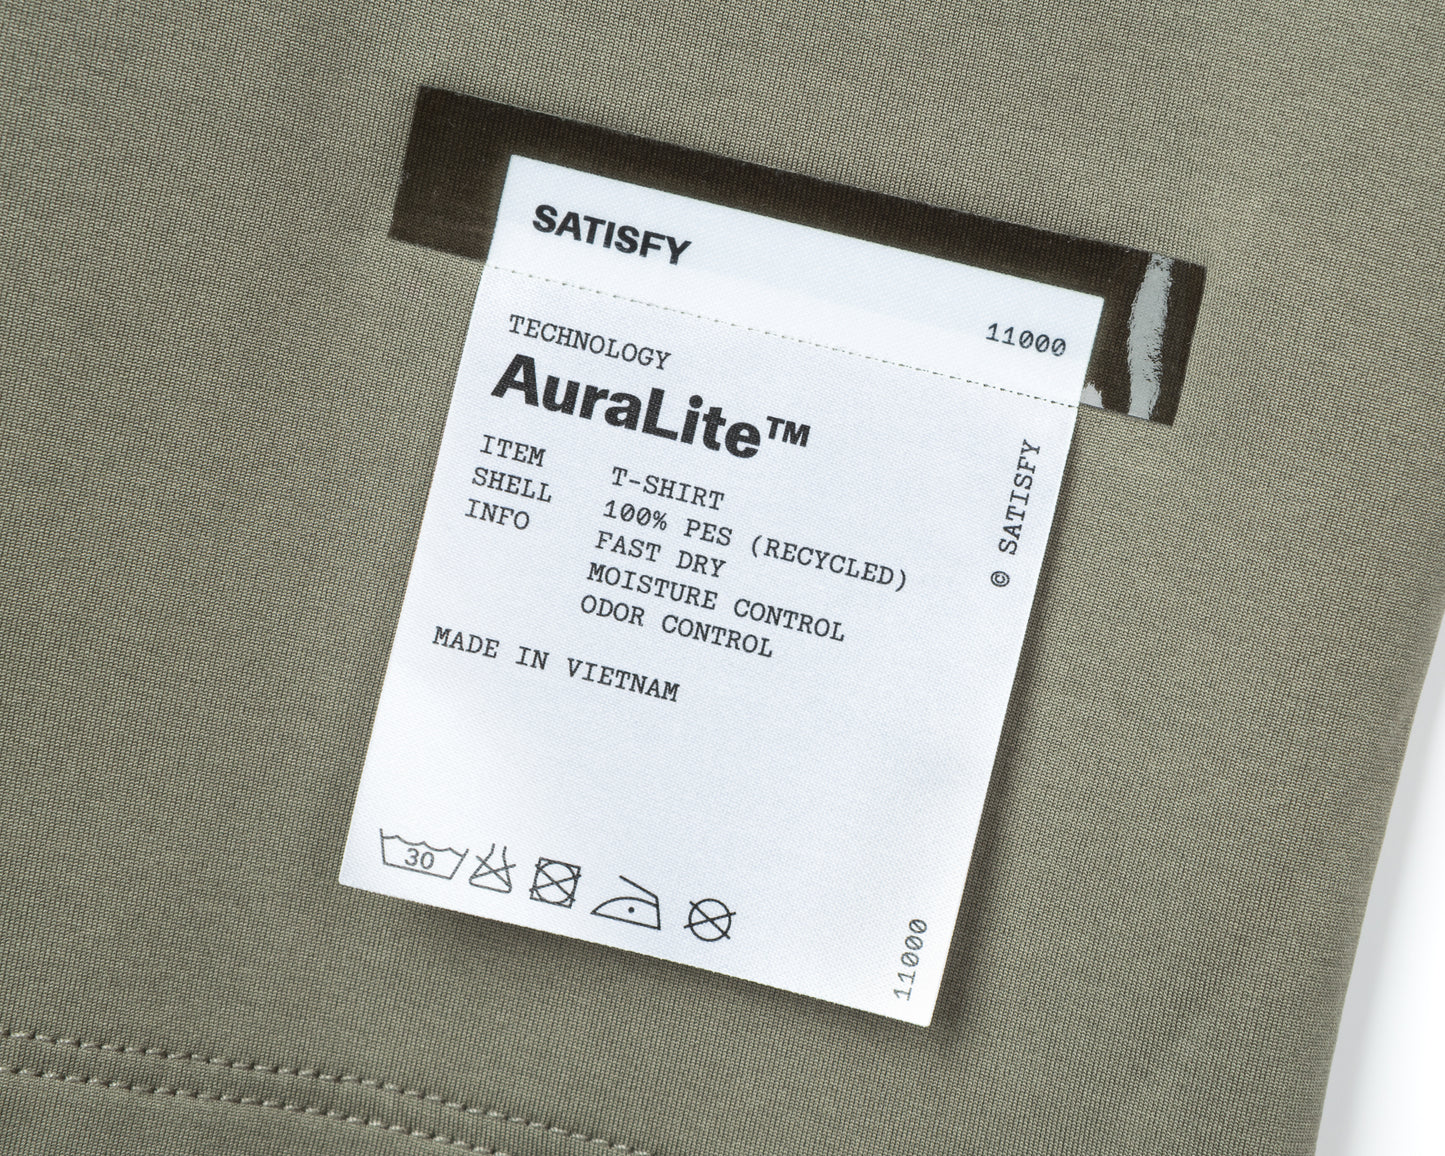 SATISFY
11000
TECHNOLOGY
AuraLite™
ITEM T-SHIRT
SHELL 100% PES (RECYCLED)
INFO FAST DRY
MOISTURE CONTROL
ODOR CONTROL
MADE IN VIETNAM
© SATISFY
30
11000